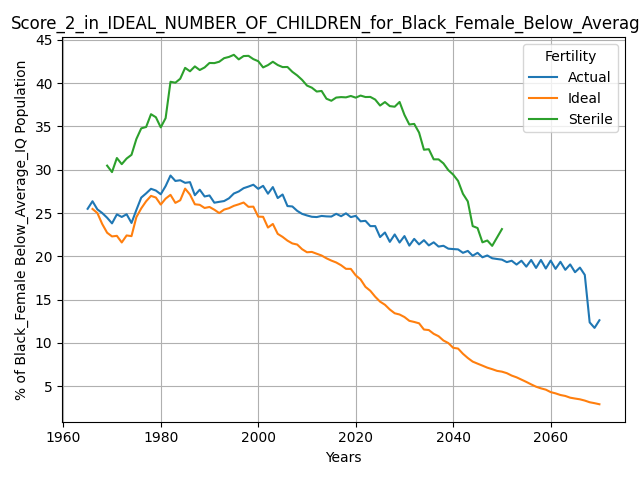 Score_2_in_IDEAL_NUMBER_OF_CHILDREN_for_Black_Female_Below_Averag
% of Black_Female Below_Average_IQ Population
45
40
35
30
25
20
15
10
5
Fertility
Actual
Ideal
Sterile
1960 1980 2000 2020 2040 2060
Years